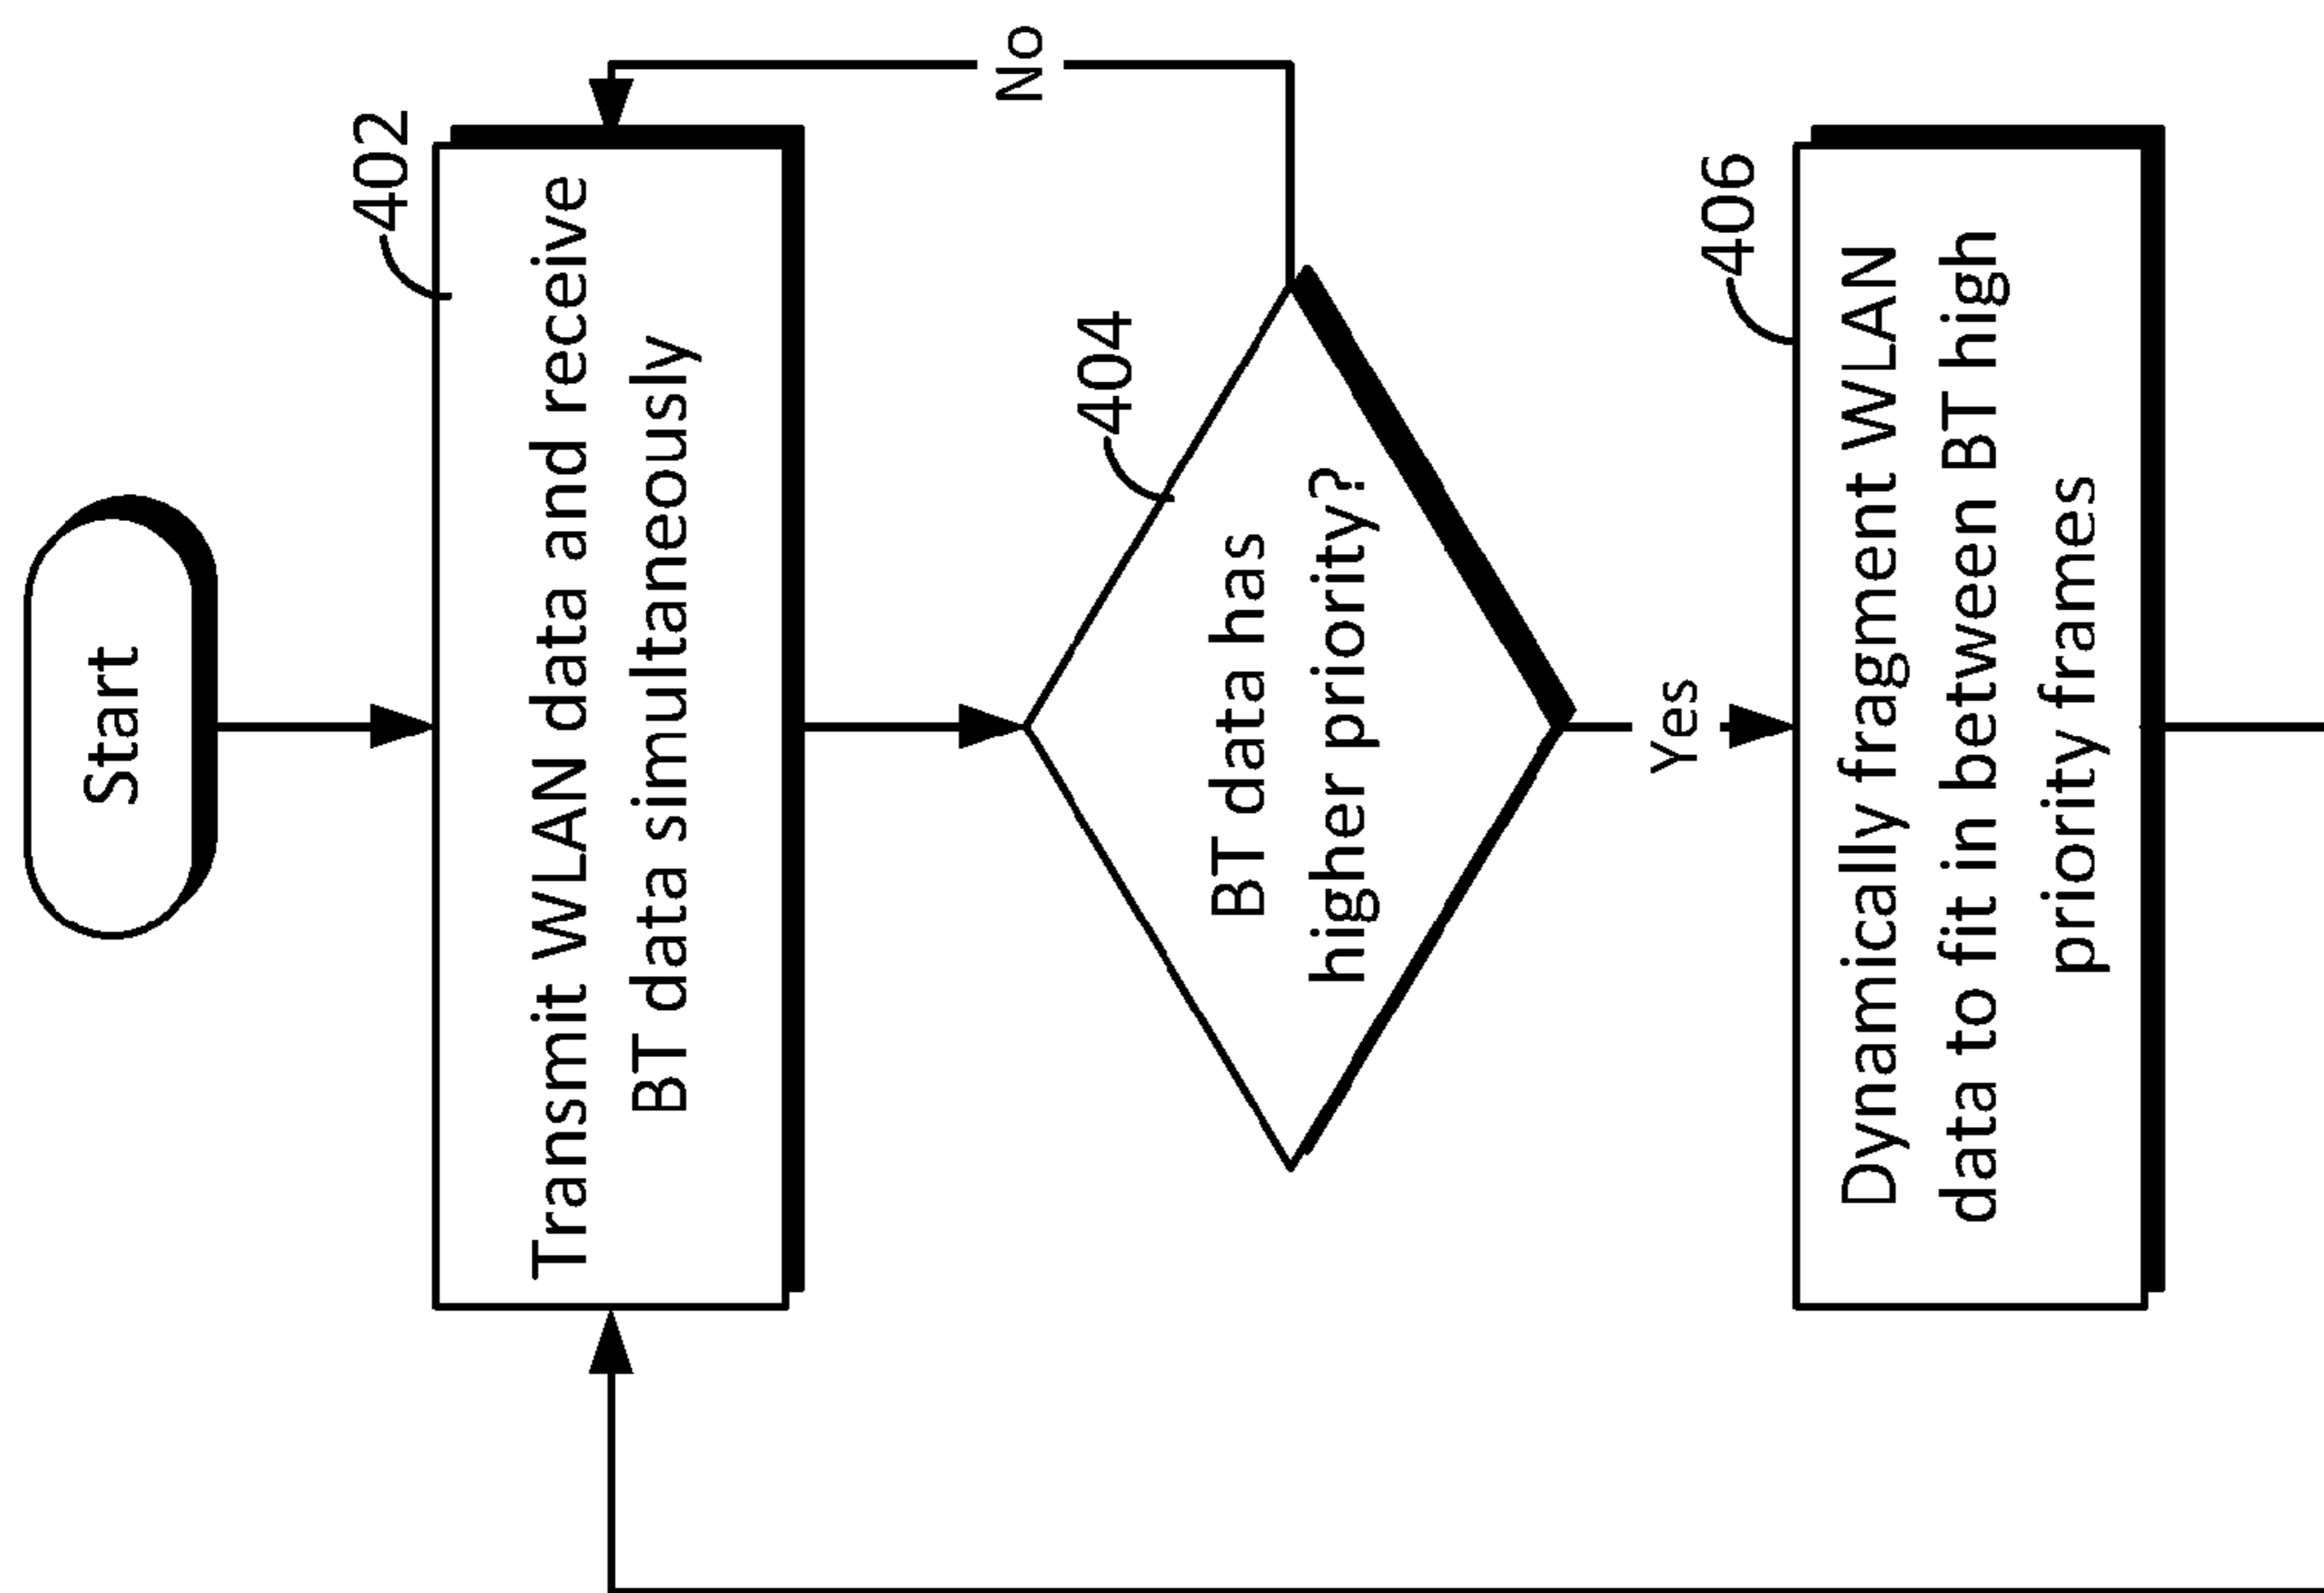 Start
402
Transmit WLAN data and receive
BT data simultaneously
No
404
BT data has
higher priority?
Yes
406
Dynamically fragment WLAN
data to fit in between BT high
priority frames